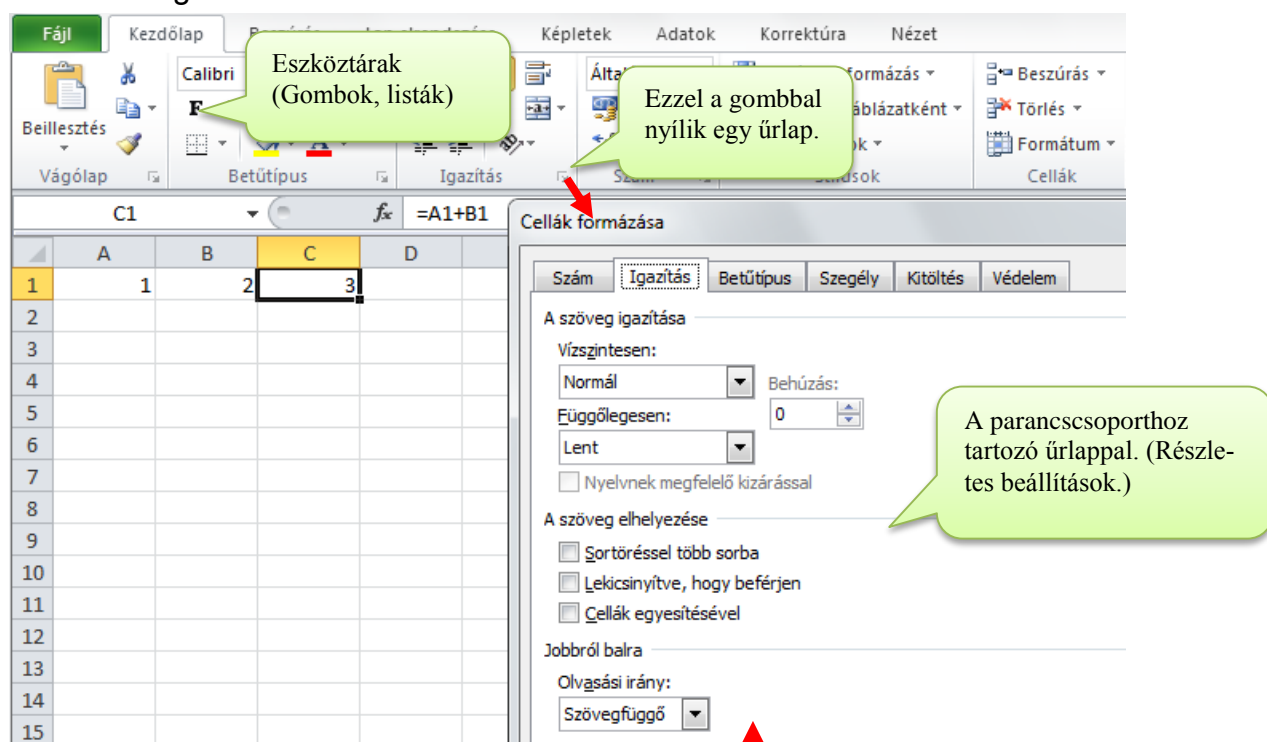 Fájl Kezdőlap Képletek Adatok Korrektúra Nézet
Eszköztárak
(Gombok, listák)
Ezzel a gombbal
nyílik egy űrlap.
Calibri
Beszúrás
F
Törlés
Beillesztés
Formátum
Vágólap Betűtípus Igazítás Cellák
C1 fx =A1+B1
Cellák formázása
A B C D
Szám Igazítás Betűtípus Szegély Kitöltés Védelem
1 1 2 3
2
3
4
5
6
7
8
9
10
11
12
13
14
15
A szöveg igazítása
Vízszintesen:
Normál Behúzás:
Függőlegesen: 0
Lent
Nyelvnek megfelelő kizárással
A parancscsoporthoz
tartozó űrlappal. (Részle-
tes beállítások.)
A szöveg elhelyezése
Sortöréssel több sorba
Lekicsinyítve, hogy beférjen
Cellák egyesítésével
Jobbról balra
Olvasási irány:
Szövegfüggő